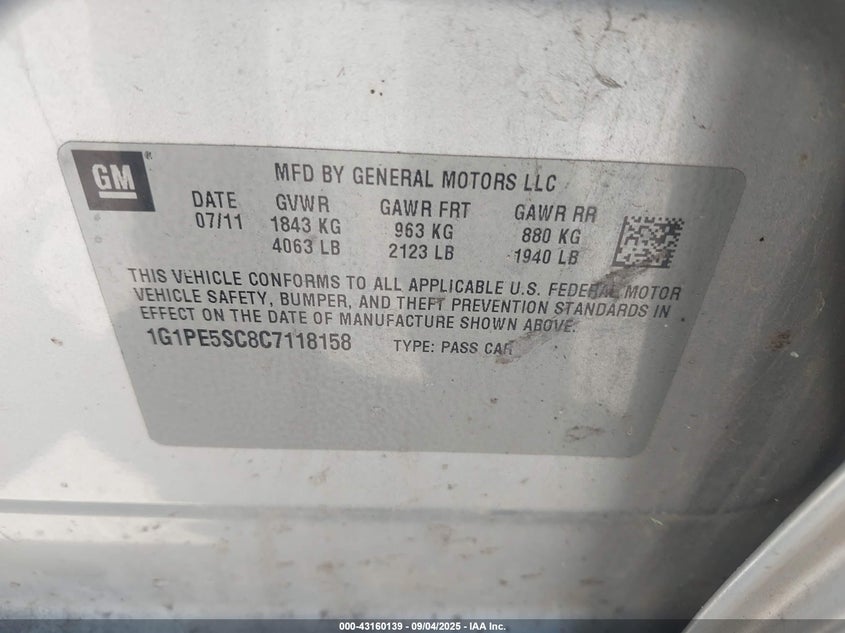 GM
MFD BY GENERAL MOTORS LLC
DATE GVWR GAWR FRT GAWR RR
07/11 1843 KG 963 KG 880 KG
4063 LB 2123 LB 1940 LB
THIS VEHICLE CONFORMS TO ALL APPLICABLE U.S. FEDERAL MOTOR
VEHICLE SAFETY, BUMPER, AND THEFT PREVENTION STANDARDS IN
EFFECT ON THE DATE OF MANUFACTURE SHOWN ABOVE.
1G1PE5SC8C7118158 TYPE: PASS CAR
000-43160139 - 09/04/2025 - IAA Inc.